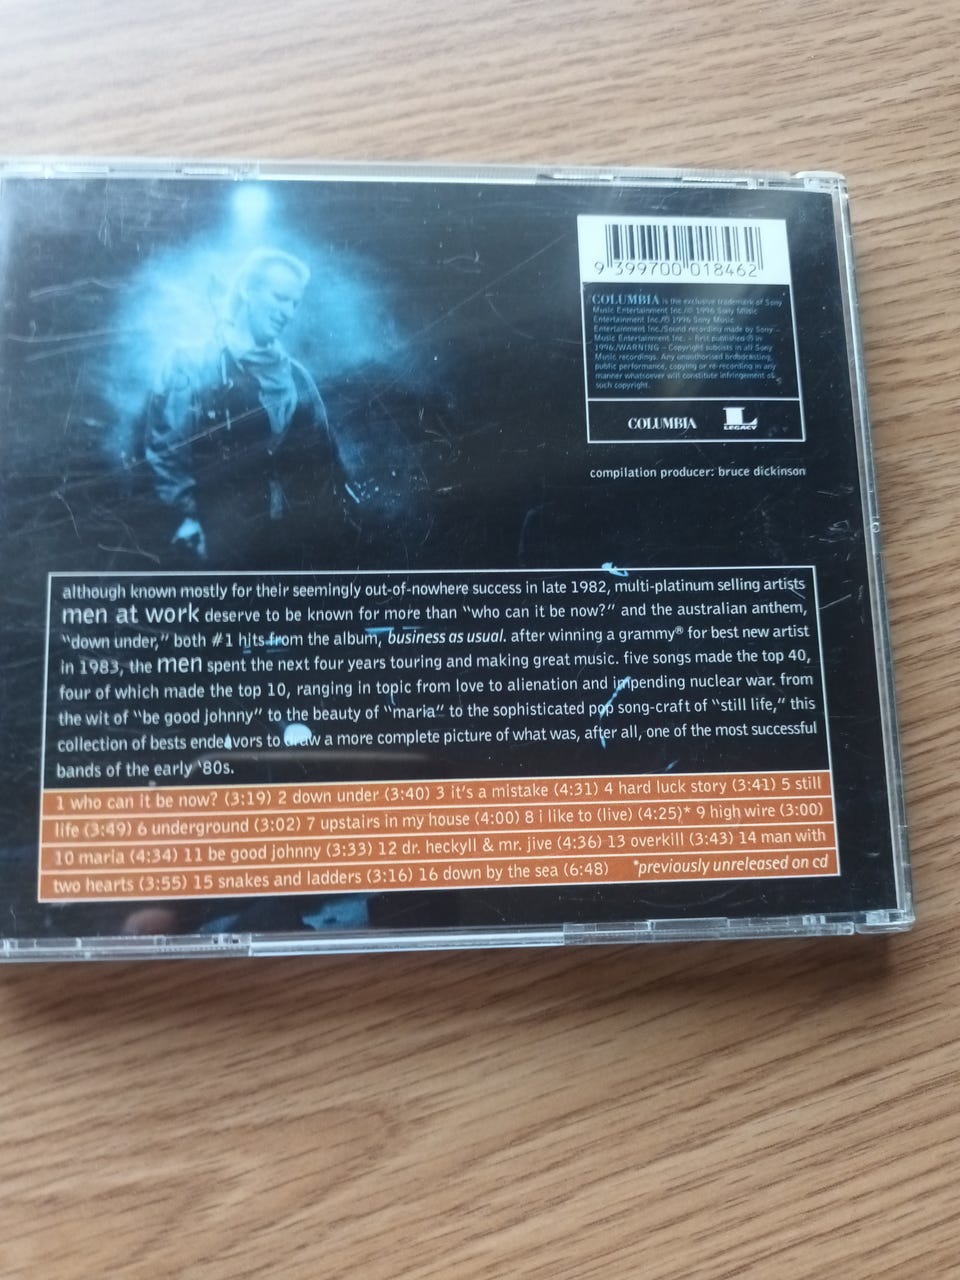 9 399700 018462
COLUMBIA is the exclusive trademark of Sony
Music Entertainment Inc./© 1996 Sony Music
Entertainment Inc./℗ 1996 Sony Music
Entertainment Inc./Sound recording made by Sony
Music Entertainment Inc. - first published ℗ in
1996./WARNING - Copyright subsists in all Sony
Music recordings. Any unauthorised broadcasting,
public performance, copying or re-recording in any
manner whatsoever will constitute infringement of
such copyright.
COLUMBIA L LEGACY
compilation producer: bruce dickinson
although known mostly for their seemingly out-of-nowhere success in late 1982, multi-platinum selling artists
men at work deserve to be known for more than "who can it be now?" and the australian anthem,
"down under," both #1 hits from the album, business as usual. after winning a grammy® for best new artist
in 1983, the men spent the next four years touring and making great music. five songs made the top 40,
four of which made the top 10, ranging in topic from love to alienation and impending nuclear war. from
the wit of "be good johnny" to the beauty of "maria" to the sophisticated pop song-craft of "still life," this
collection of bests endeavors to draw a more complete picture of what was, after all, one of the most successful
bands of the early '80s.
1 who can it be now? (3:19) 2 down under (3:40) 3 it's a mistake (4:31) 4 hard luck story (3:41) 5 still
life (3:49) 6 underground (3:02) 7 upstairs in my house (4:00) 8 i like to (live) (4:25)* 9 high wire (3:00)
10 maria (4:34) 11 be good johnny (3:33) 12 dr. heckyll & mr. jive (4:36) 13 overkill (3:43) 14 man with
two hearts (3:55) 15 snakes and ladders (3:16) 16 down by the sea (6:48) *previously unreleased on cd